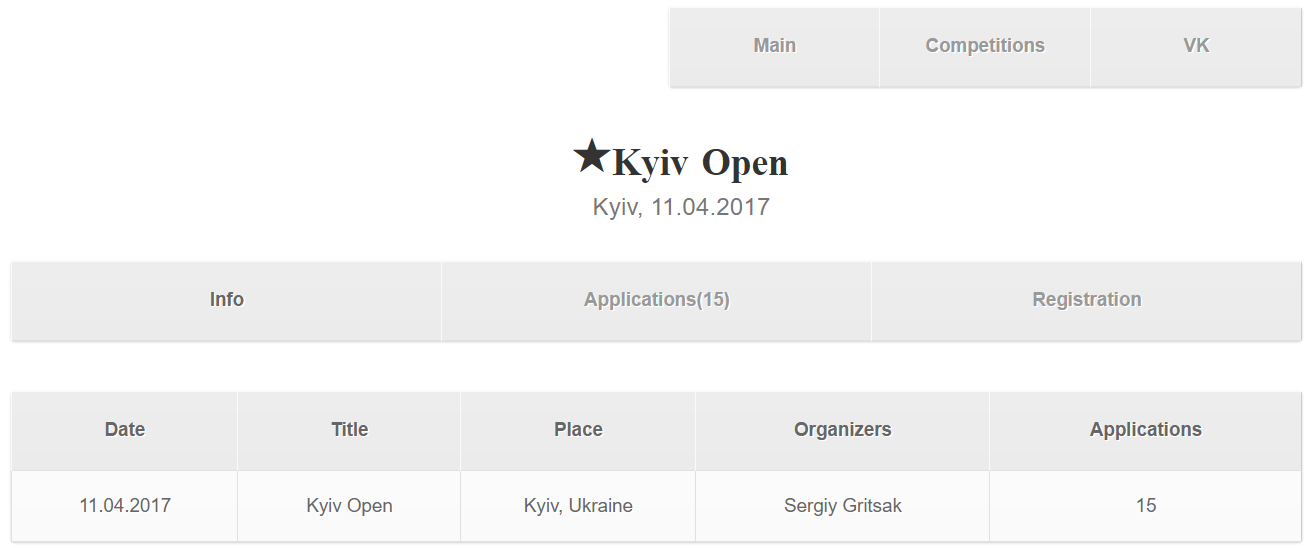 Main Competitions VK
★Kyiv Open
Kyiv, 11.04.2017
Info Applications(15) Registration
Date Title Place Organizers Applications
11.04.2017 Kyiv Open Kyiv, Ukraine Sergiy Gritsak 15